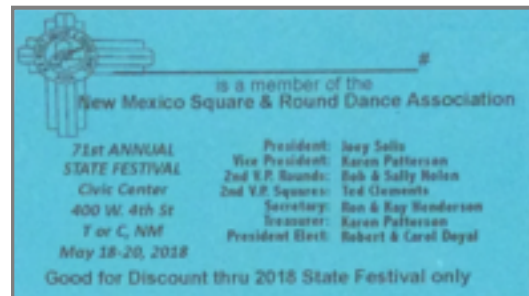 #
is a member of the
New Mexico Square & Round Dance Association
71st ANNUAL
STATE FESTIVAL
Civic Center
400 W. 4th St
T or C, NM
May 18-20, 2018
President: Joey Solis
Vice President: Karen Patterson
2nd V.P. Rounds: Bob & Sally Nolen
2nd V.P. Squares: Ted Clements
Secretary: Ron & Kay Henderson
Treasurer: Karen Patterson
President Elect: Robert & Carol Deyal
Good for Discount thru 2018 State Festival only